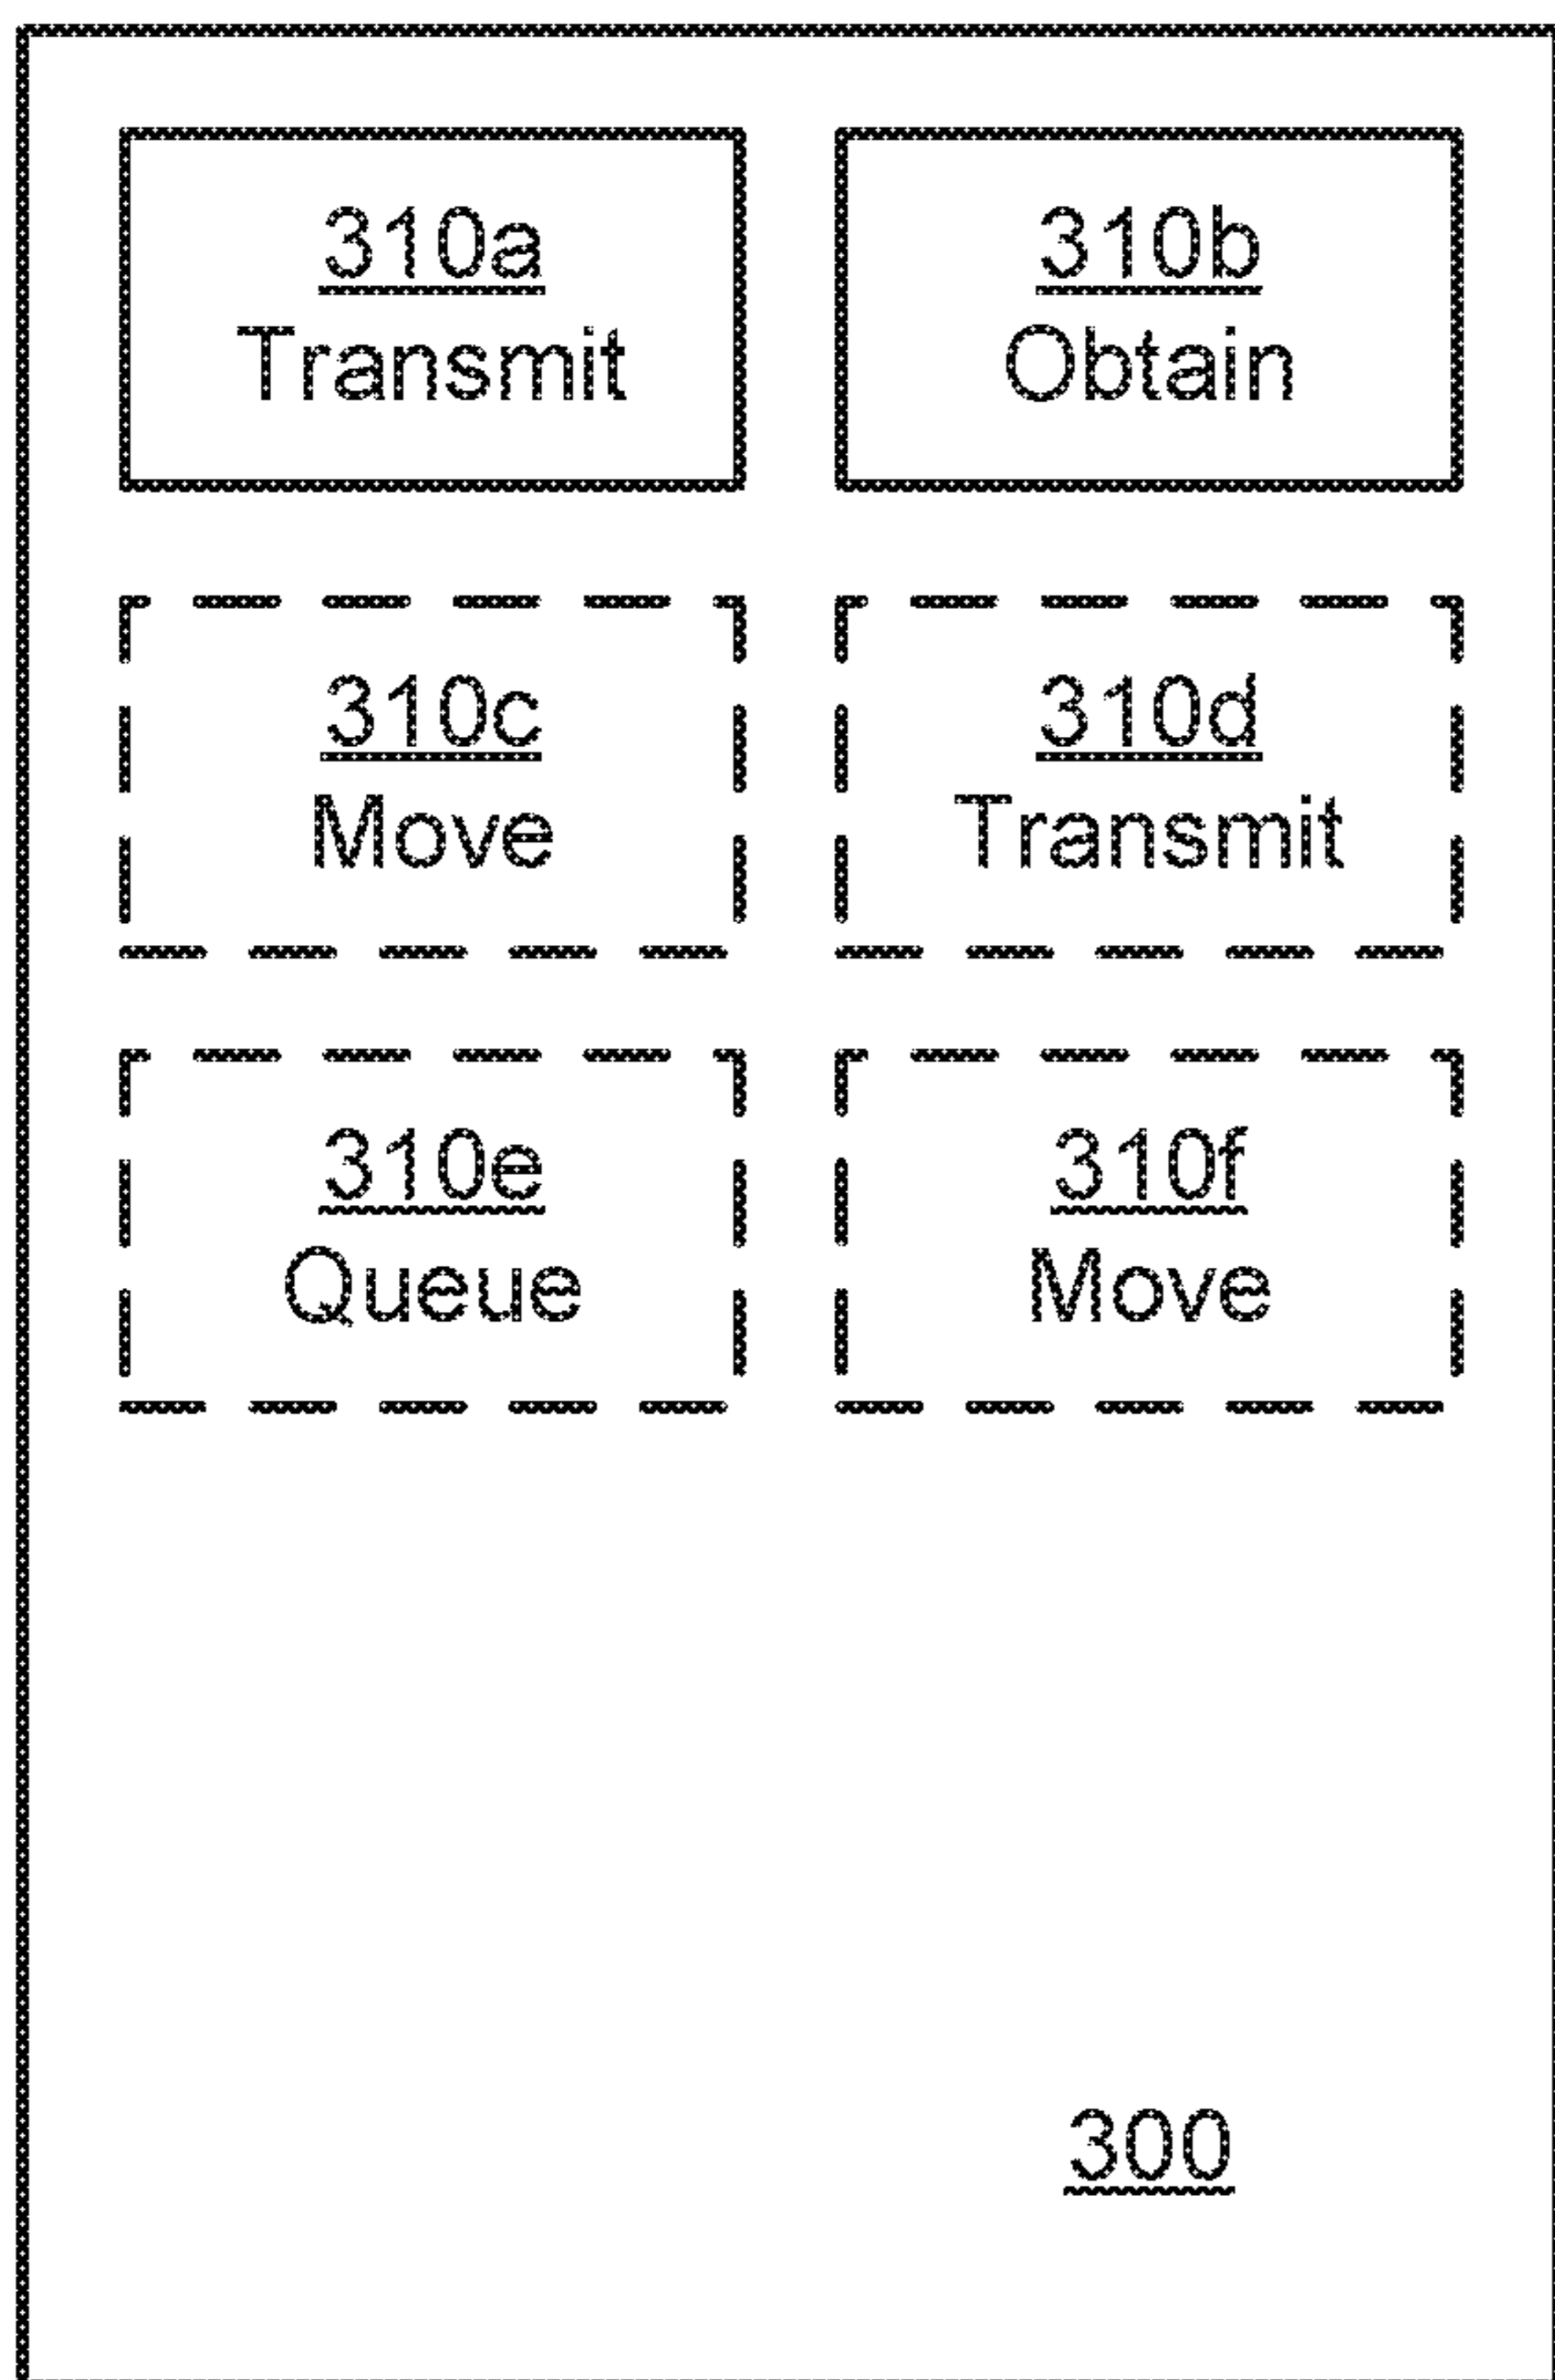 310a
Transmit
310b
Obtain
310c
Move
310d
Transmit
310e
Queue
310f
Move
300